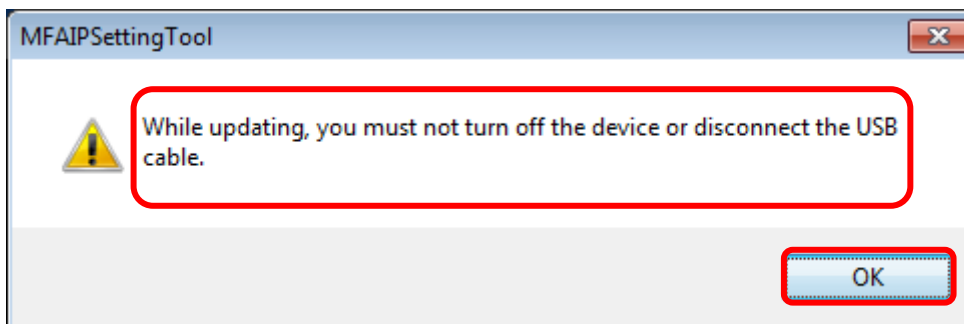 MFAIPSettingTool
While updating, you must not turn off the device or disconnect the USB
cable.
OK